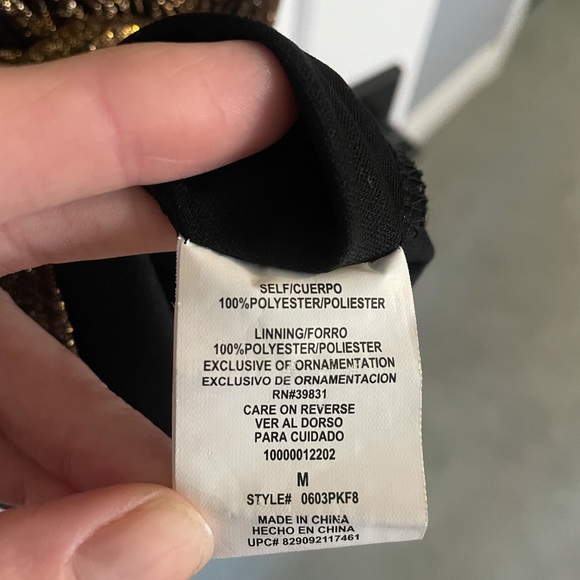 SELF/CUERPO
100%POLYESTER/POLIESTER
LINNING/FORRO
100%POLYESTER/POLIESTER
EXCLUSIVE OF ORNAMENTATION
EXCLUSIVO DE ORNAMENTACION
RN#39831
CARE ON REVERSE
VER AL DORSO
PARA CUIDADO
10000012202
M
STYLE# 0603PKF8
MADE IN CHINA
HECHO EN CHINA
UPC# 829092117461